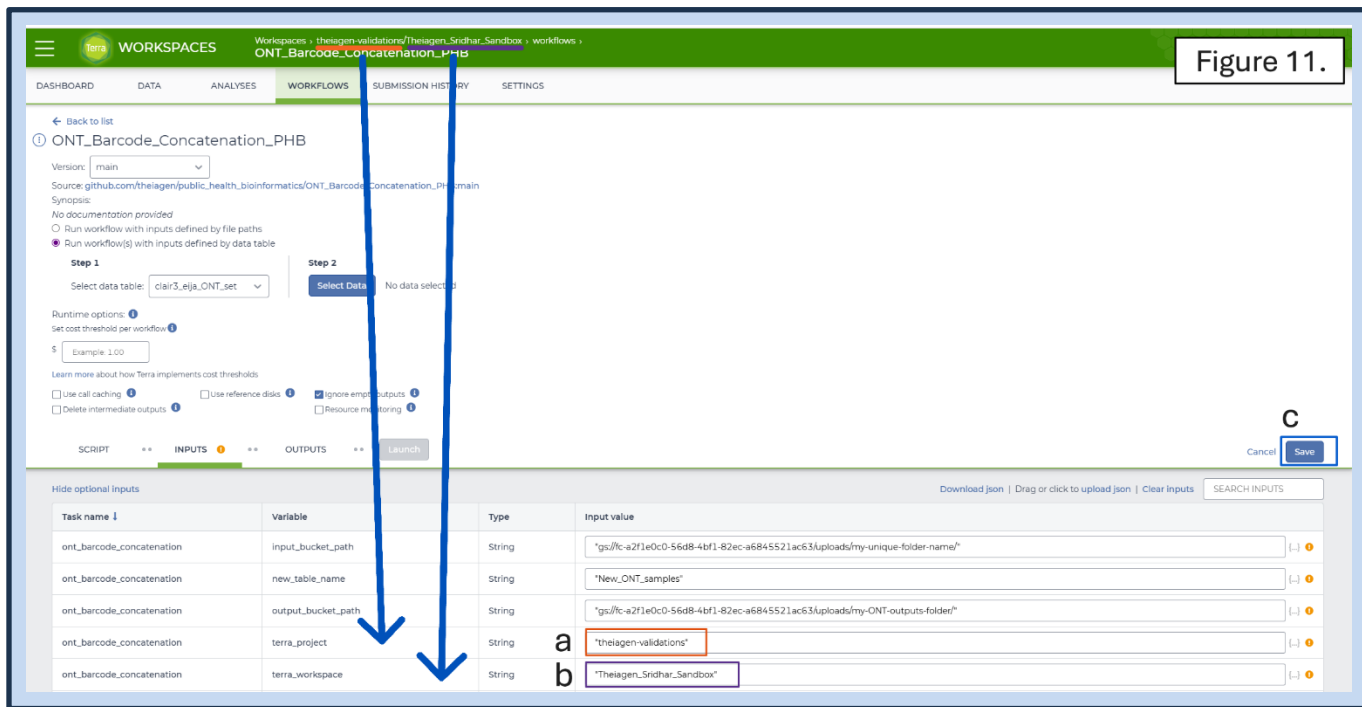 Figure 11.
Terra WORKSPACES
Workspaces › theiagen-validations/Theiagen_Sridhar_Sandbox › workflows ›
ONT_Barcode_Concatenation_PHB
DASHBOARD DATA ANALYSES WORKFLOWS SUBMISSION HISTORY SETTINGS
← Back to list
ONT_Barcode_Concatenation_PHB
Version: main
Source: github.com/theiagen/public_health_bioinformatics/ONT_Barcode_Concatenation_PHB:main
Synopsis:
No documentation provided
Run workflow with inputs defined by file paths
Run workflow(s) with inputs defined by data table
Step 1 Step 2
Select data table: clair3_eija_ONT_set Select Data No data selected
Runtime options:
Set cost threshold per workflow
$ Example: 1.00
Learn more about how Terra implements cost thresholds
Use call caching Use reference disks Ignore empty outputs
Delete intermediate outputs Resource monitoring
c
SCRIPT INPUTS OUTPUTS Launch Cancel Save
Hide optional inputs Download json | Drag or click to upload json | Clear inputs SEARCH INPUTS
Task name ↓ Variable Type Input value
ont_barcode_concatenation input_bucket_path String "gs://fc-a2f1e0c0-56d8-4bf1-82ec-a6845521ac63/uploads/my-unique-folder-name/" {...}
ont_barcode_concatenation new_table_name String "New_ONT_samples" {...}
ont_barcode_concatenation output_bucket_path String "gs://fc-a2f1e0c0-56d8-4bf1-82ec-a6845521ac63/uploads/my-ONT-outputs-folder/" {...}
ont_barcode_concatenation terra_project String a "theiagen-validations" {...}
ont_barcode_concatenation terra_workspace String b "Theiagen_Sridhar_Sandbox" {...}